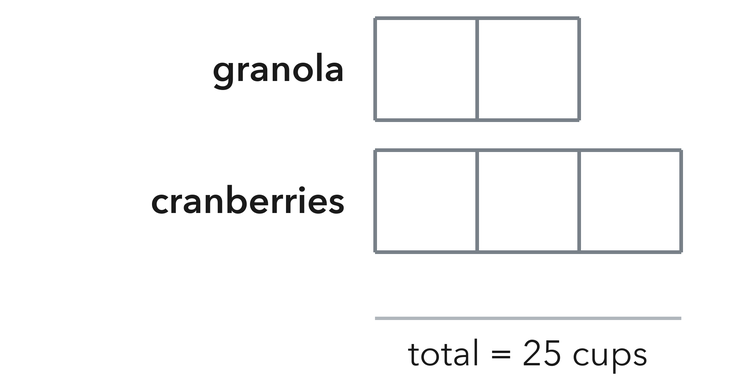 granola
cranberries
total = 25 cups